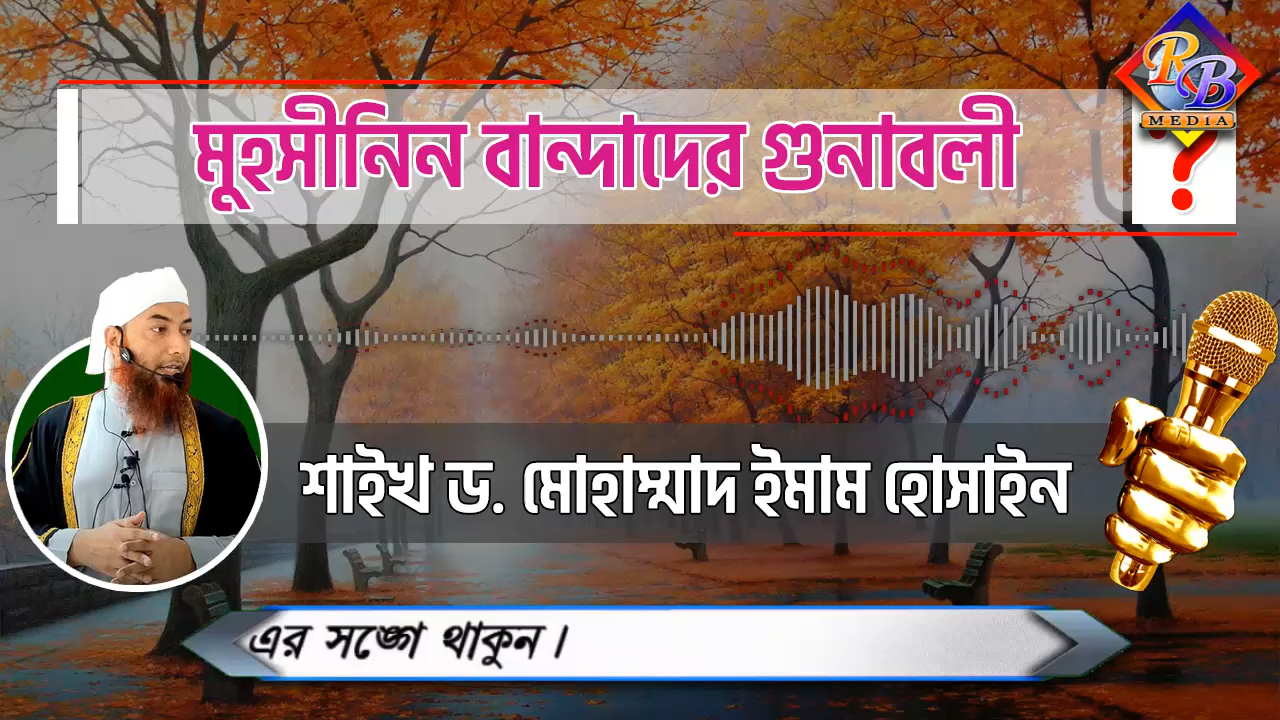 RB
MEDIA
মুহসীনিন বান্দাদের গুনাবলী
?
শাইখ ড. মোহাম্মাদ ইমাম হোসাইন
এর সঙ্গে থাকুন।